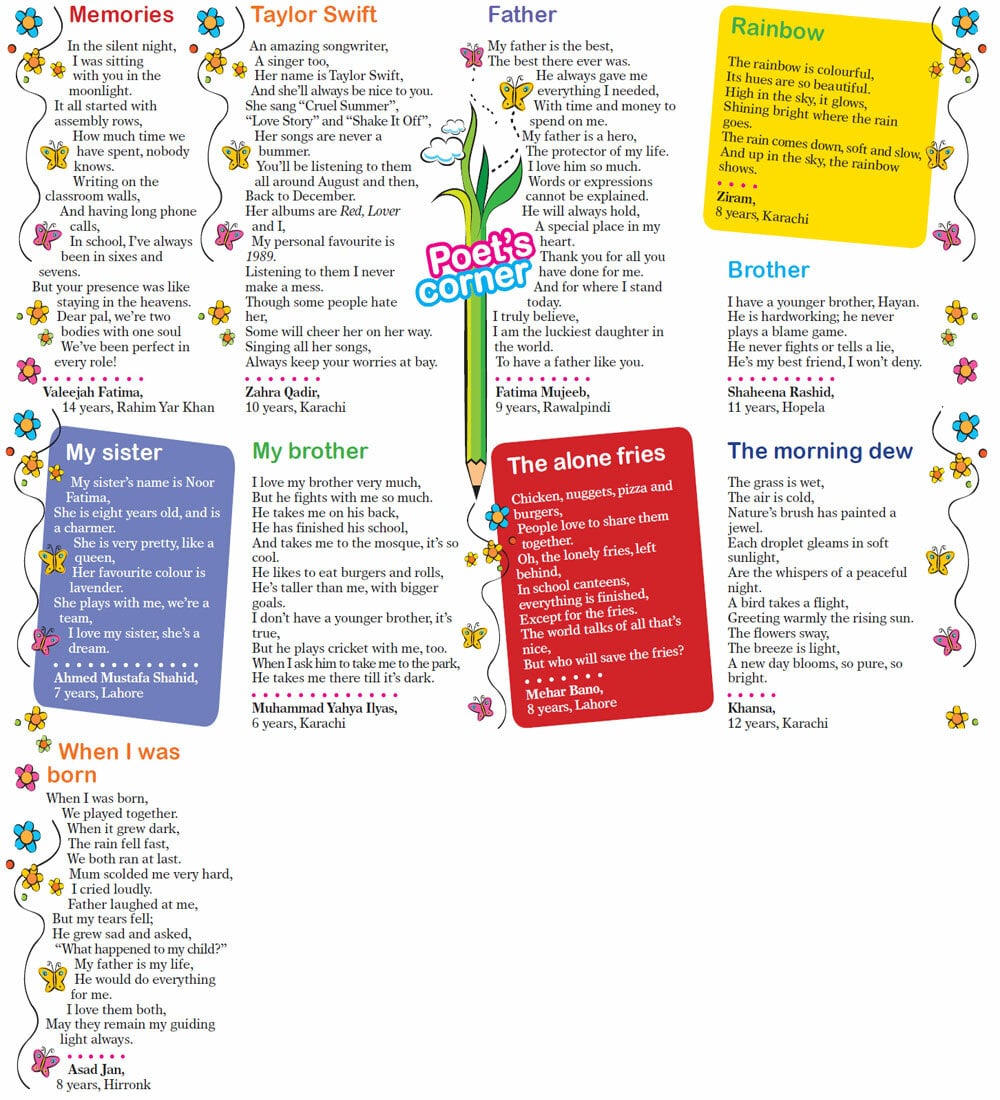 Memories
In the silent night,
I was sitting
with you in the
moonlight.
It all started with
assembly rows,
How much time we
have spent, nobody
knows.
Writing on the
classroom walls,
And having long phone
calls,
In school, I've always
been in sixes and
sevens.
But your presence was like
staying in the heavens.
Dear pal, we're two
bodies with one soul
We've been perfect in
every role!
Valeejah Fatima,
14 years, Rahim Yar Khan
Taylor Swift
An amazing songwriter,
A singer too,
Her name is Taylor Swift,
And she'll always be nice to you.
She sang “Cruel Summer”,
“Love Story” and “Shake It Off”,
Her songs are never a
bummer.
You'll be listening to them
all around August and then,
Back to December.
Her albums are Red, Lover
and I,
My personal favourite is
1989.
Listening to them I never
make a mess.
Though some people hate
her,
Some will cheer her on her way.
Singing all her songs,
Always keep your worries at bay.
Zahra Qadir,
10 years, Karachi
Father
My father is the best,
The best there ever was.
He always gave me
everything I needed,
With time and money to
spend on me.
My father is a hero,
The protector of my life.
I love him so much.
Words or expressions
cannot be explained.
He will always hold,
A special place in my
heart.
Thank you for all you
have done for me.
And for where I stand
today.
I truly believe,
I am the luckiest daughter in
the world.
To have a father like you.
Fatima Mujeeb,
9 years, Rawalpindi
Poet's
corner
Rainbow
The rainbow is colourful,
Its hues are so beautiful.
High in the sky, it glows,
Shining bright where the rain
goes.
The rain comes down, soft and slow,
And up in the sky, the rainbow
shows.
Ziram,
8 years, Karachi
Brother
I have a younger brother, Hayan.
He is hardworking; he never
plays a blame game.
He never fights or tells a lie,
He's my best friend, I won't deny.
Shaheena Rashid,
11 years, Hopela
My sister
My sister's name is Noor
Fatima,
She is eight years old, and is
a charmer.
She is very pretty, like a
queen,
Her favourite colour is
lavender.
She plays with me, we're a
team,
I love my sister, she's a
dream.
Ahmed Mustafa Shahid,
7 years, Lahore
My brother
I love my brother very much,
But he fights with me so much.
He takes me on his back,
He has finished his school,
And takes me to the mosque, it's so
cool.
He likes to eat burgers and rolls,
He's taller than me, with bigger
goals.
I don't have a younger brother, it's
true,
But he plays cricket with me, too.
When I ask him to take me to the park,
He takes me there till it's dark.
Muhammad Yahya Ilyas,
6 years, Karachi
The alone fries
Chicken, nuggets, pizza and
burgers,
People love to share them
together.
Oh, the lonely fries, left
behind,
In school canteens,
everything is finished,
Except for the fries.
The world talks of all that's
nice,
But who will save the fries?
Mehar Bano,
8 years, Lahore
The morning dew
The grass is wet,
The air is cold,
Nature's brush has painted a
jewel.
Each droplet gleams in soft
sunlight,
Are the whispers of a peaceful
night.
A bird takes a flight,
Greeting warmly the rising sun.
The flowers sway,
The breeze is light,
A new day blooms, so pure, so
bright.
Khansa,
12 years, Karachi
When I was
born
When I was born,
We played together.
When it grew dark,
The rain fell fast,
We both ran at last.
Mum scolded me very hard,
I cried loudly.
Father laughed at me,
But my tears fell;
He grew sad and asked,
“What happened to my child?”
My father is my life,
He would do everything
for me.
I love them both,
May they remain my guiding
light always.
Asad Jan,
8 years, Hirronk